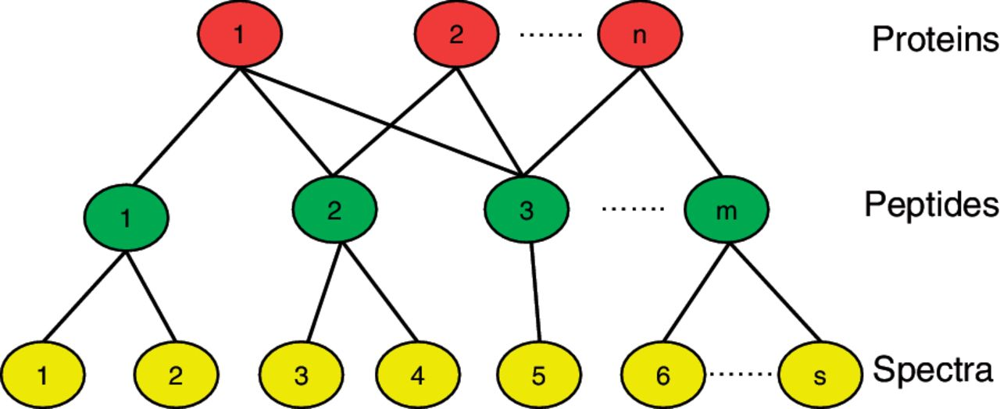 1 2 ....... n Proteins
1 2 3 ....... m Peptides
1 2 3 4 5 6 ....... s Spectra